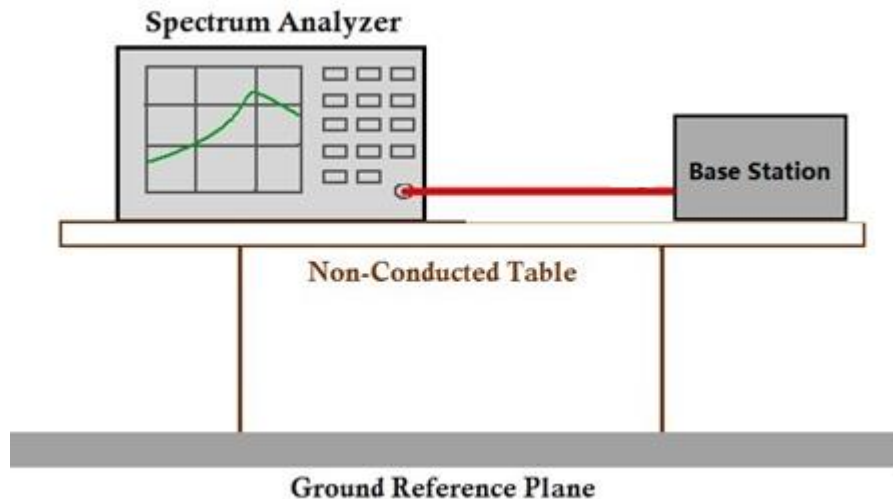 Spectrum Analyzer
Base Station
Non-Conducted Table
Ground Reference Plane